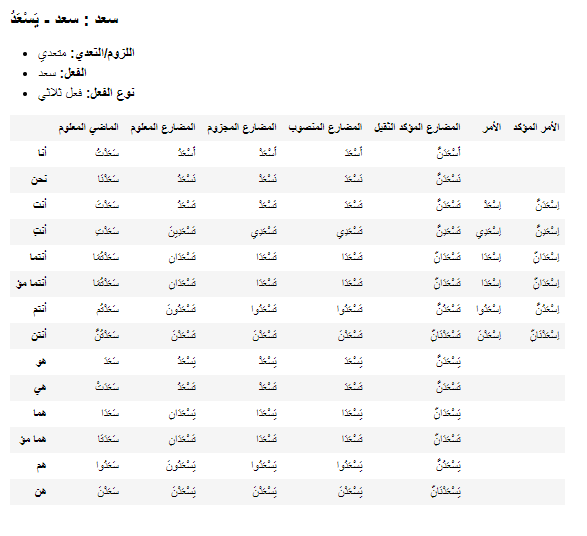 سعد : سعد ـ يَسْعَدُ
اللزوم/التعدي: متعدي
الفعل: سعد
نوع الفعل: فعل ثلاثي
الماضي المعلوم المضارع المعلوم المضارع المجزوم المضارع المنصوب المضارع المؤكد الثقيل الأمر الأمر المؤكد
أنا سَعَدْتُ أَسْعَدُ أَسْعَدْ أَسْعَدَ أَسْعَدَنَّ
نحن سَعَدْنَا نَسْعَدُ نَسْعَدْ نَسْعَدَ نَسْعَدَنَّ
أنت سَعَدْتَ تَسْعَدُ تَسْعَدْ تَسْعَدَ تَسْعَدَنَّ اِسْعَدْ اِسْعَدَنَّ
أنتِ سَعَدْتِ تَسْعَدِينَ تَسْعَدِي تَسْعَدِي تَسْعَدِنَّ اِسْعَدِي اِسْعَدِنَّ
أنتما سَعَدْتُمَا تَسْعَدَانِ تَسْعَدَا تَسْعَدَا تَسْعَدَانِّ اِسْعَدَا اِسْعَدَانِّ
أنتما مؤ سَعَدْتُمَا تَسْعَدَانِ تَسْعَدَا تَسْعَدَا تَسْعَدَانِّ اِسْعَدَا اِسْعَدَانِّ
أنتم سَعَدْتُم تَسْعَدُونَ تَسْعَدُوا تَسْعَدُوا تَسْعَدُنَّ اِسْعَدُوا اِسْعَدُنَّ
أنتن سَعَدْتُنَّ تَسْعَدْنَ تَسْعَدْنَ تَسْعَدْنَ تَسْعَدْنَانِّ اِسْعَدْنَ اِسْعَدْنَانِّ
هو سَعَدَ يَسْعَدُ يَسْعَدْ يَسْعَدَ يَسْعَدَنَّ
هي سَعَدَتْ تَسْعَدُ تَسْعَدْ تَسْعَدَ تَسْعَدَنَّ
هما سَعَدَا يَسْعَدَانِ يَسْعَدَا يَسْعَدَا يَسْعَدَانِّ
هما مؤ سَعَدَتَا تَسْعَدَانِ تَسْعَدَا تَسْعَدَا تَسْعَدَانِّ
هم سَعَدُوا يَسْعَدُونَ يَسْعَدُوا يَسْعَدُوا يَسْعَدُنَّ
هن سَعَدْنَ يَسْعَدْنَ يَسْعَدْنَ يَسْعَدْنَ يَسْعَدْنَانِّ